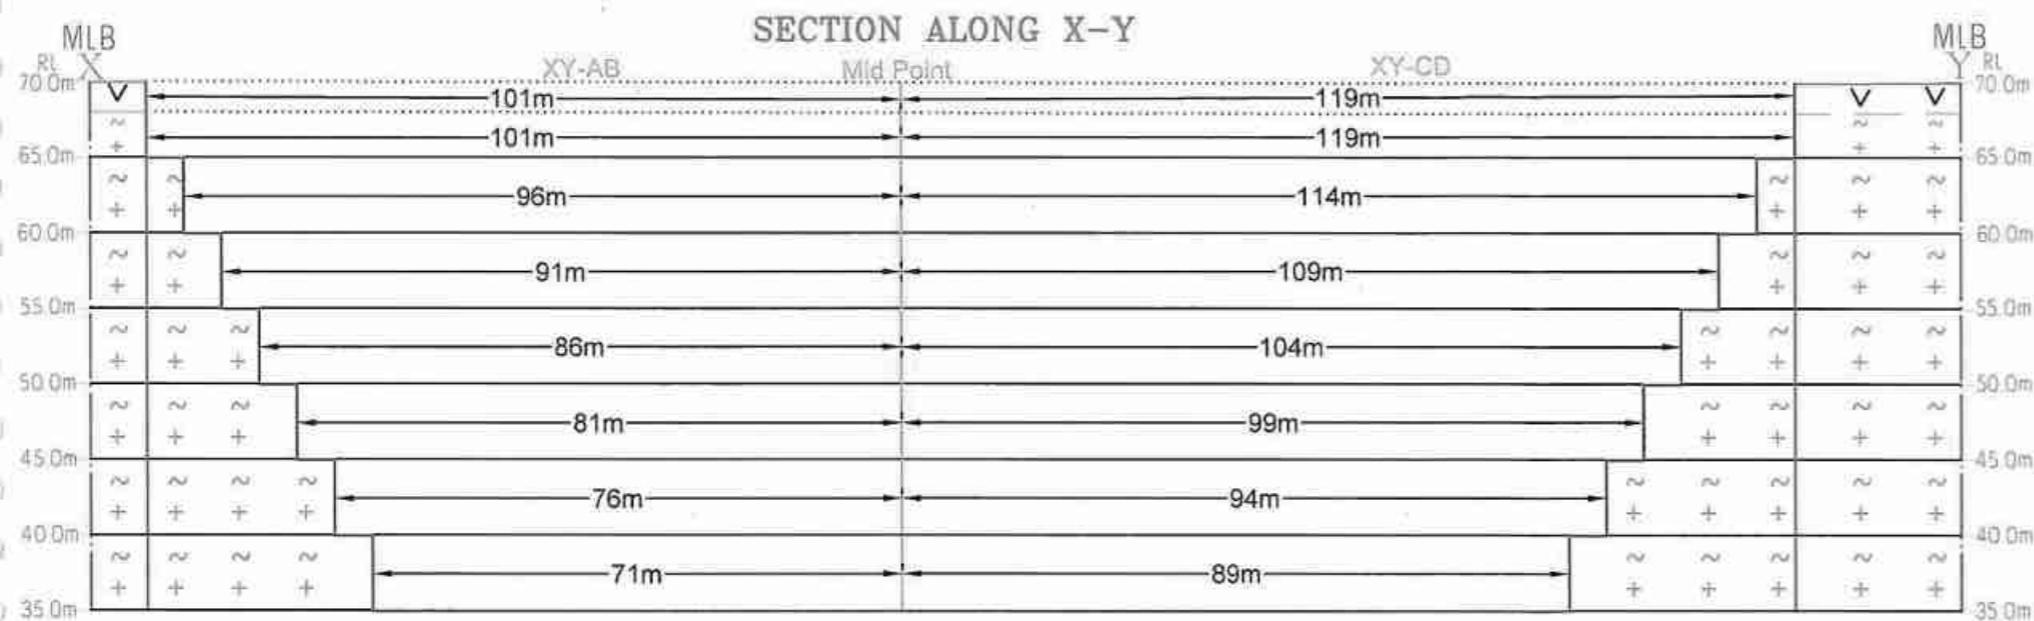 SECTION ALONG X-Y
MLB MLB
RL X XY-AB Mid Point XY-CD Y RL
70.0m 101m 119m 70.0m
101m 119m
65.0m 65.0m
96m 114m
60.0m 60.0m
91m 109m
55.0m 55.0m
86m 104m
50.0m 50.0m
81m 99m
45.0m 45.0m
76m 94m
40.0m 40.0m
71m 89m
35.0m 35.0m